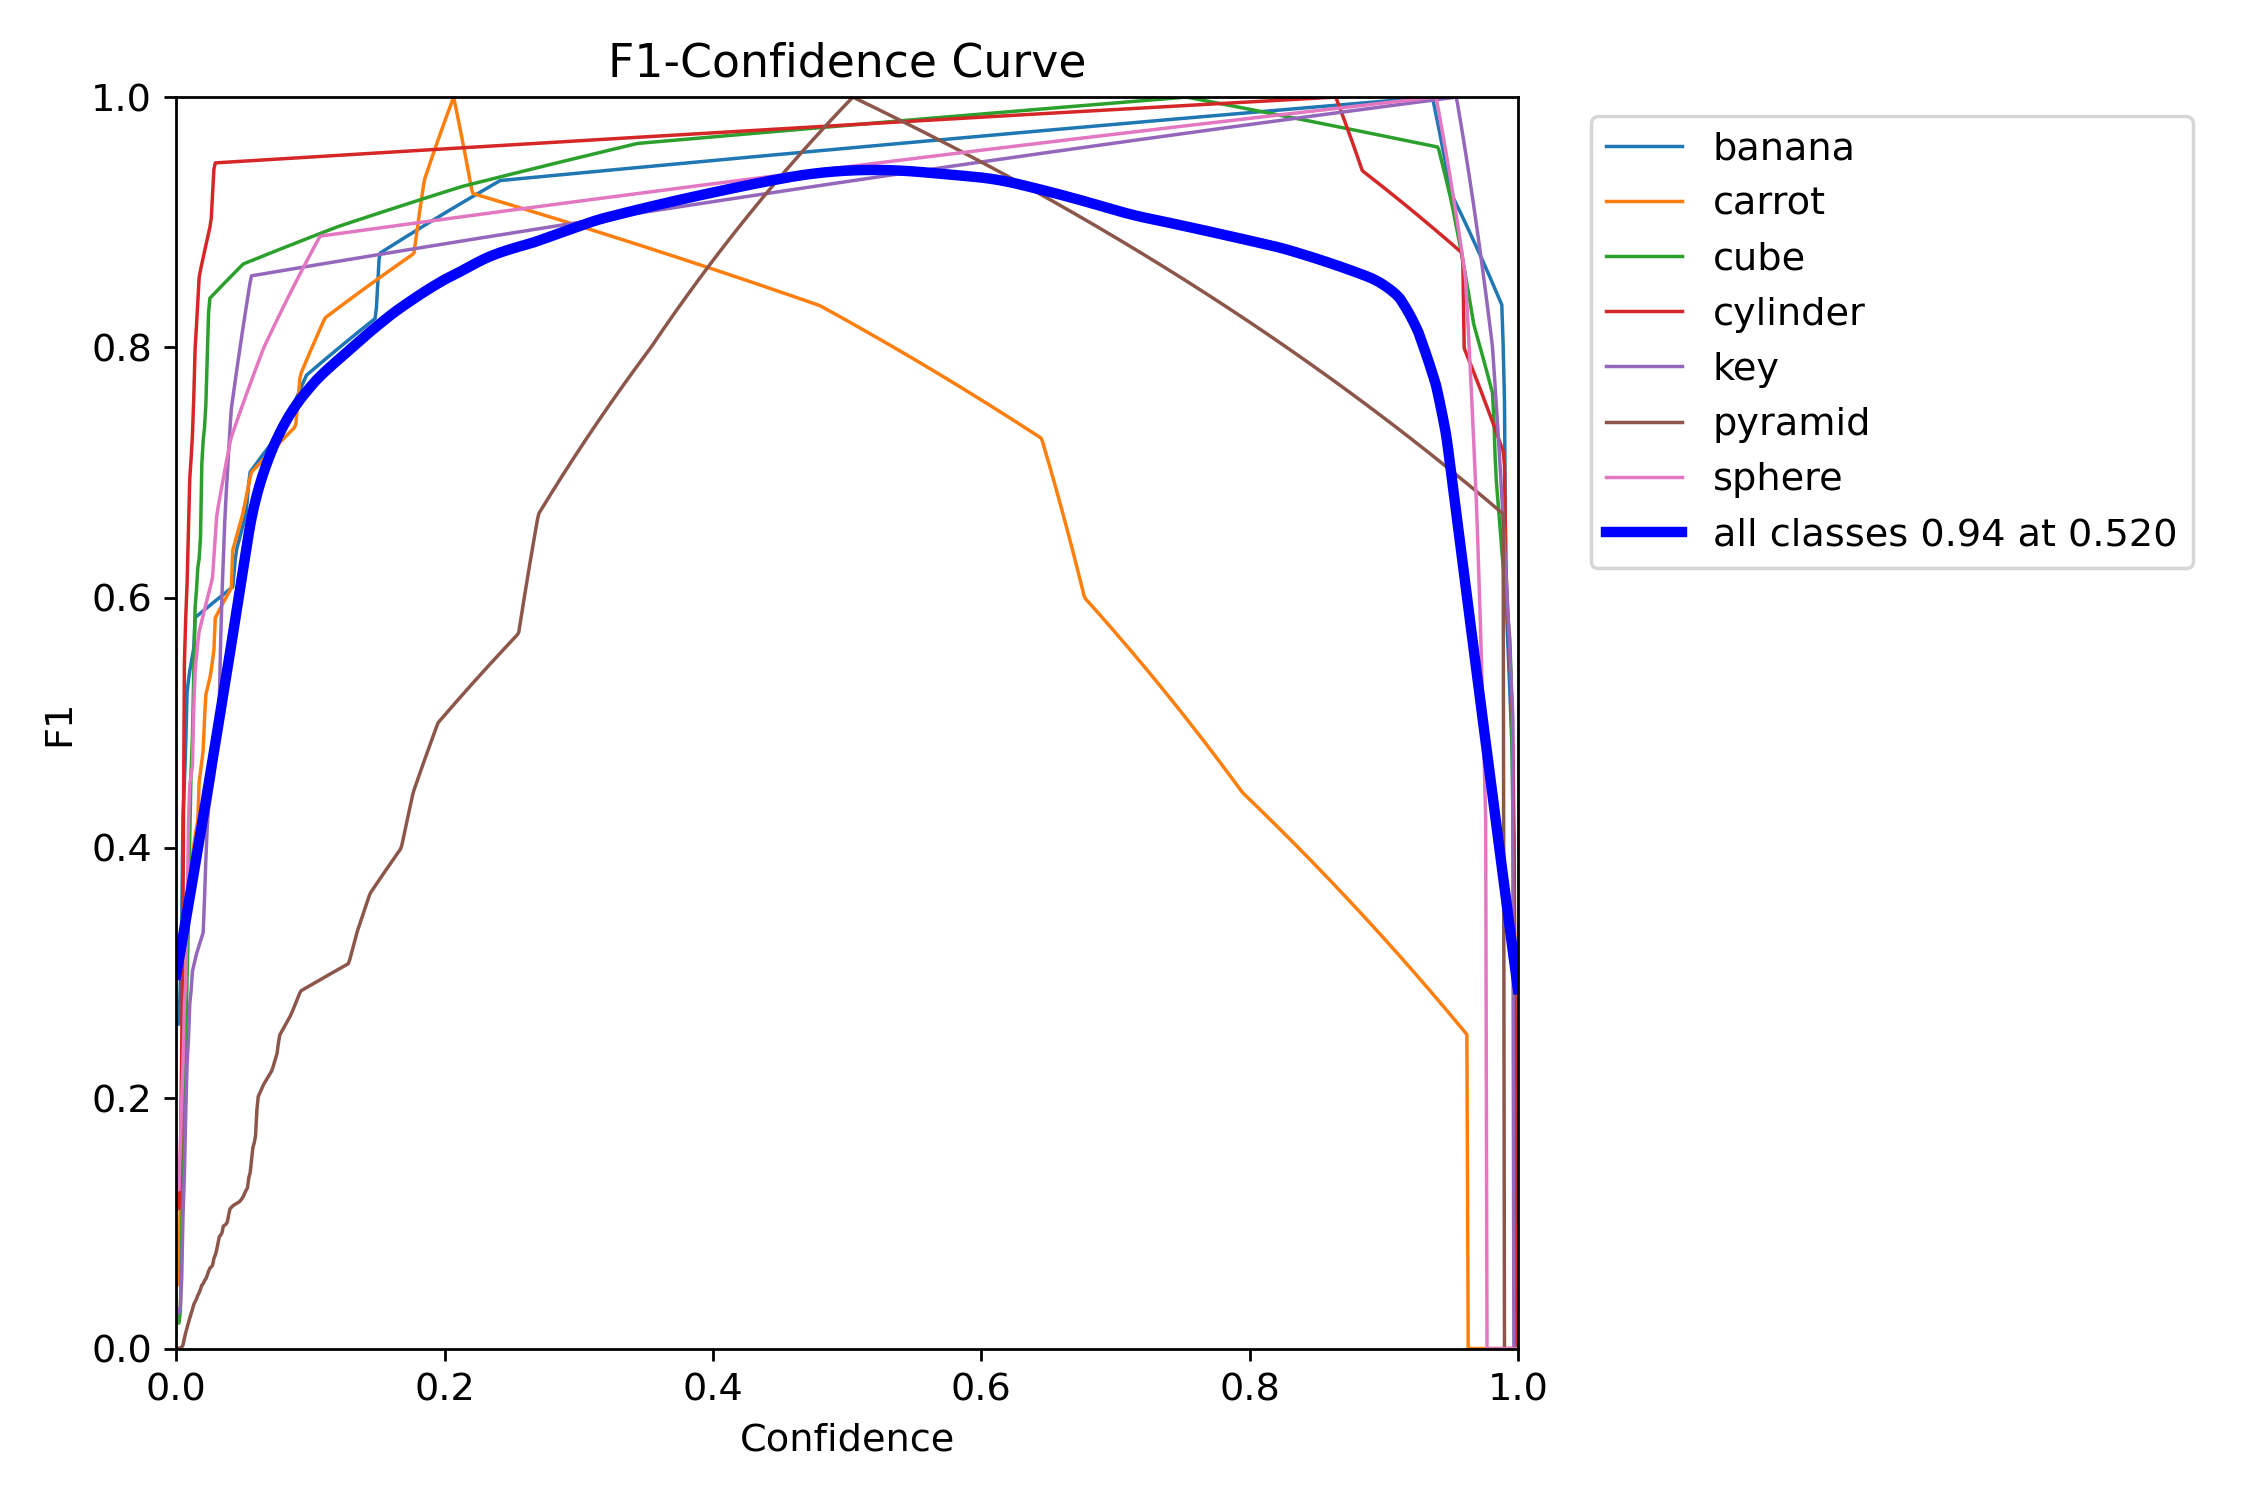 F1-Confidence Curve
1.0
0.8
0.6
0.4
0.2
0.0
F1
0.0 0.2 0.4 0.6 0.8 1.0
Confidence
banana
carrot
cube
cylinder
key
pyramid
sphere
all classes 0.94 at 0.520